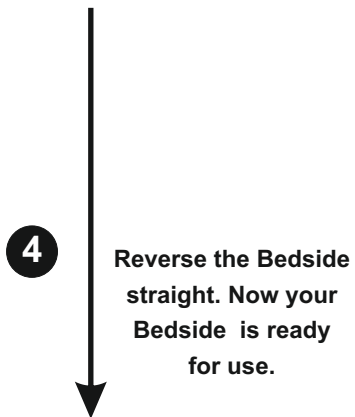 4
Reverse the Bedside
straight. Now your
Bedside  is ready
for use.